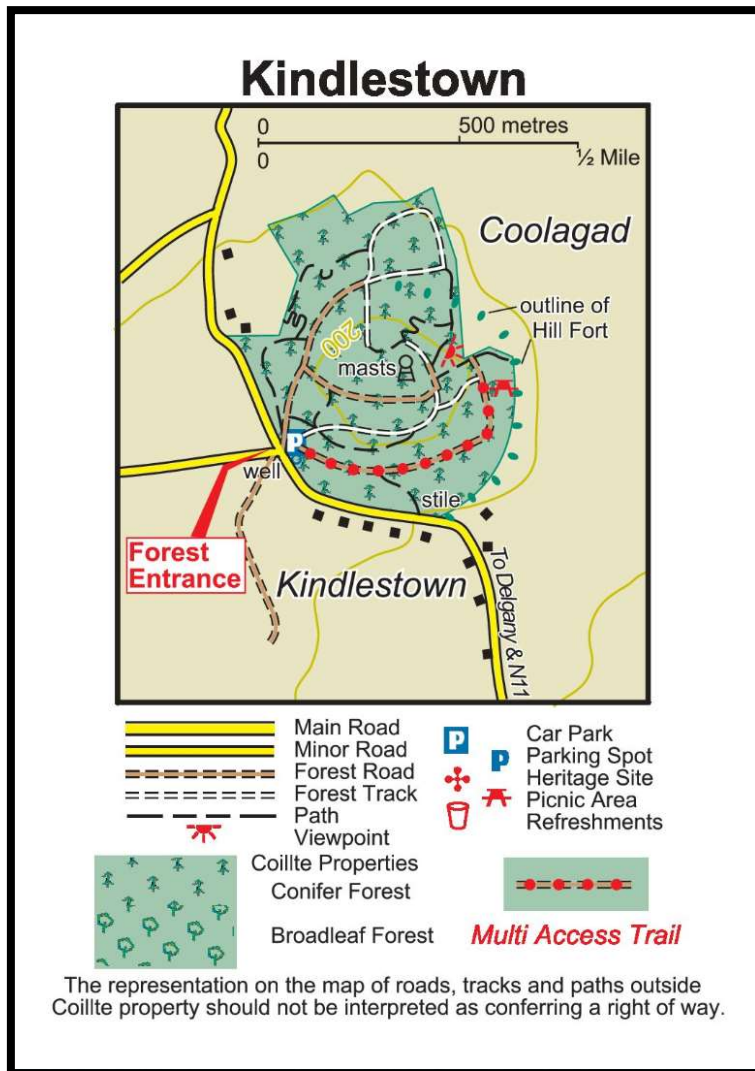 Kindlestown
0 500 metres
0 ½ Mile
Coolagad
outline of
Hill Fort
200
masts
P
well
stile
Forest
Entrance
Kindlestown
To Delgany & N11
Main Road
Minor Road
Forest Road
Forest Track
Path
Viewpoint
P Car Park
P Parking Spot
Heritage Site
Picnic Area
Refreshments
Coillte Properties
Conifer Forest
Broadleaf Forest
Multi Access Trail
The representation on the map of roads, tracks and paths outside
Coillte property should not be interpreted as conferring a right of way.